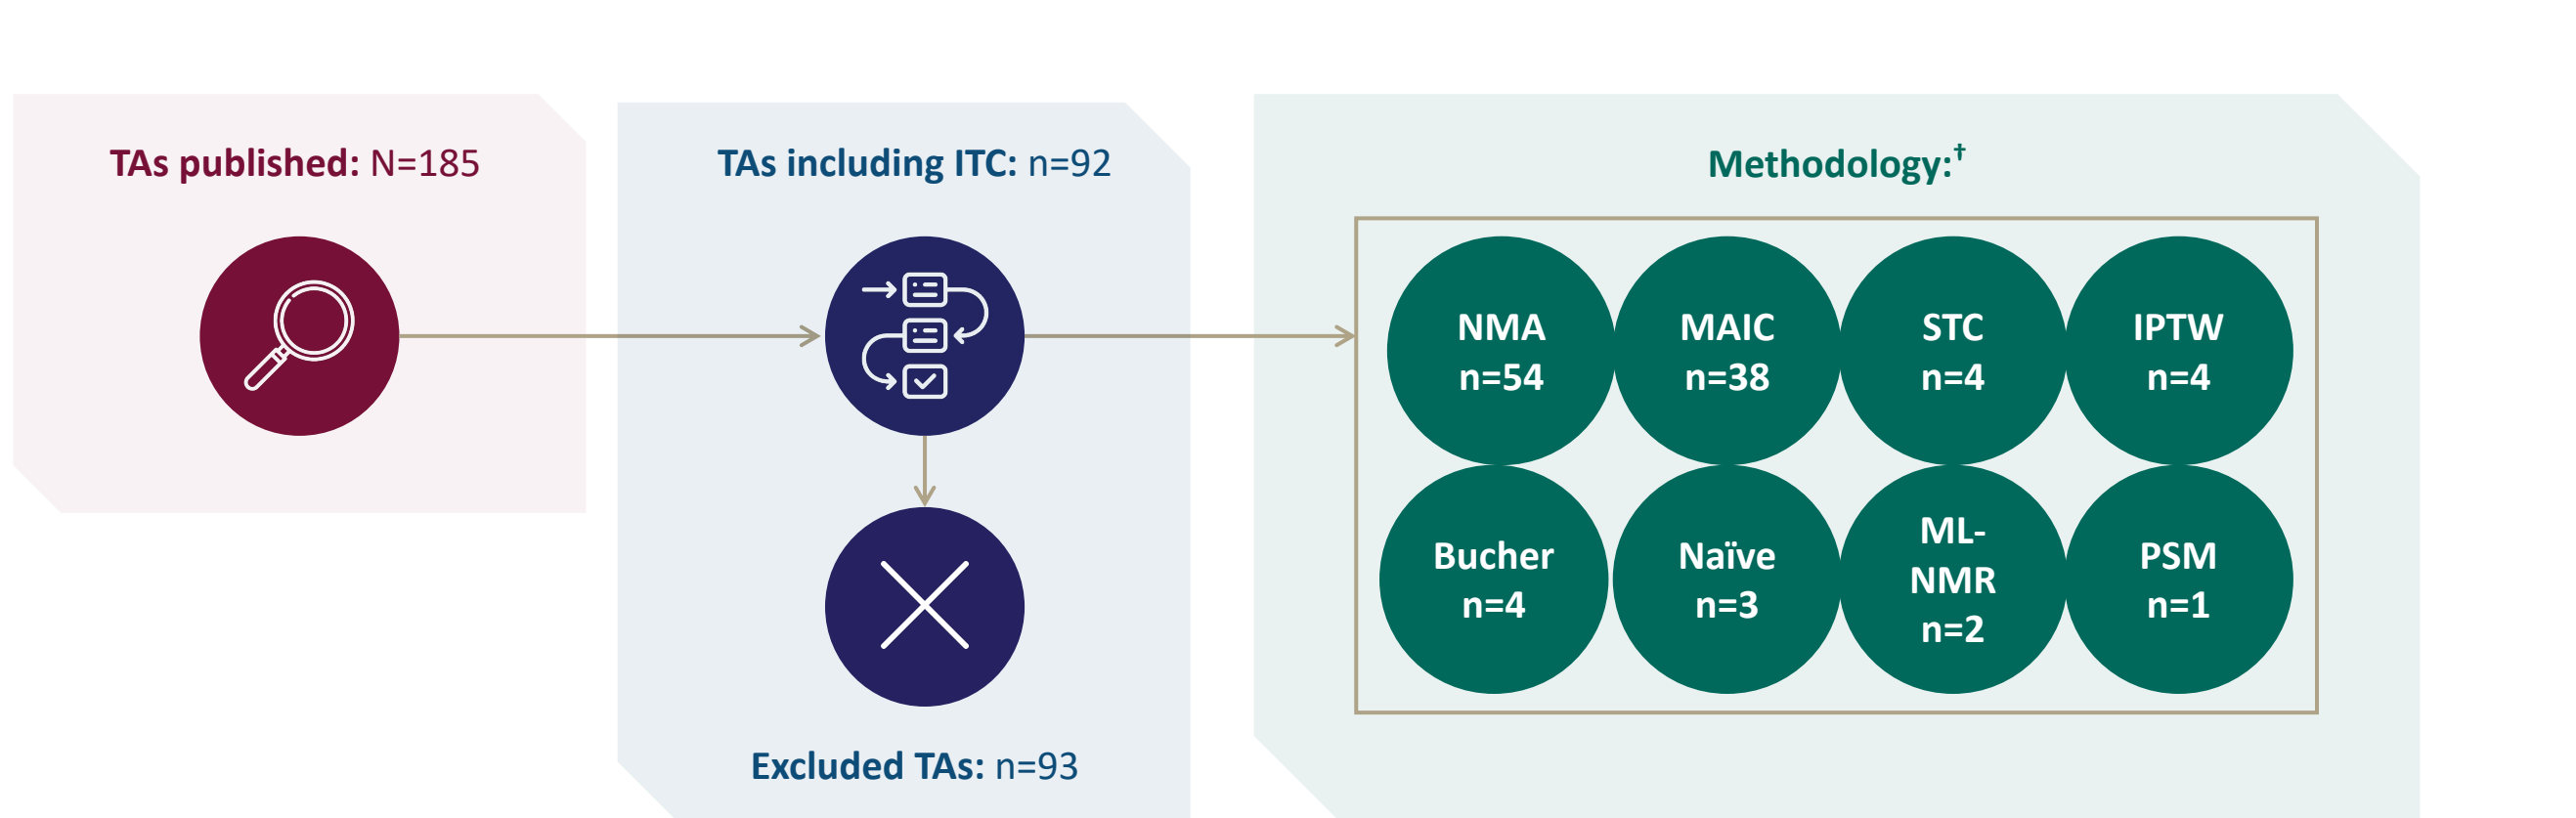 TAs published: N=185
TAs including ITC: n=92
Excluded TAs: n=93
Methodology:†
NMA
n=54
MAIC
n=38
STC
n=4
IPTW
n=4
Bucher
n=4
Naïve
n=3
ML-
NMR
n=2
PSM
n=1